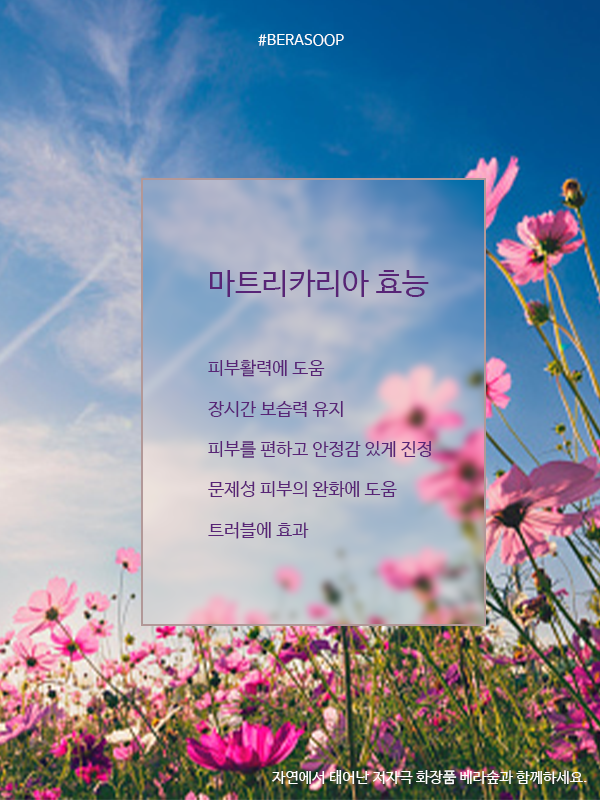 #BERASOOP
마트리카리아 효능
피부활력에 도움
장시간 보습력 유지
피부를 편하고 안정감 있게 진정
문제성 피부의 완화에 도움
트러블에 효과
자연에서 태어난 저자극 화장품 베라숲과 함께하세요.